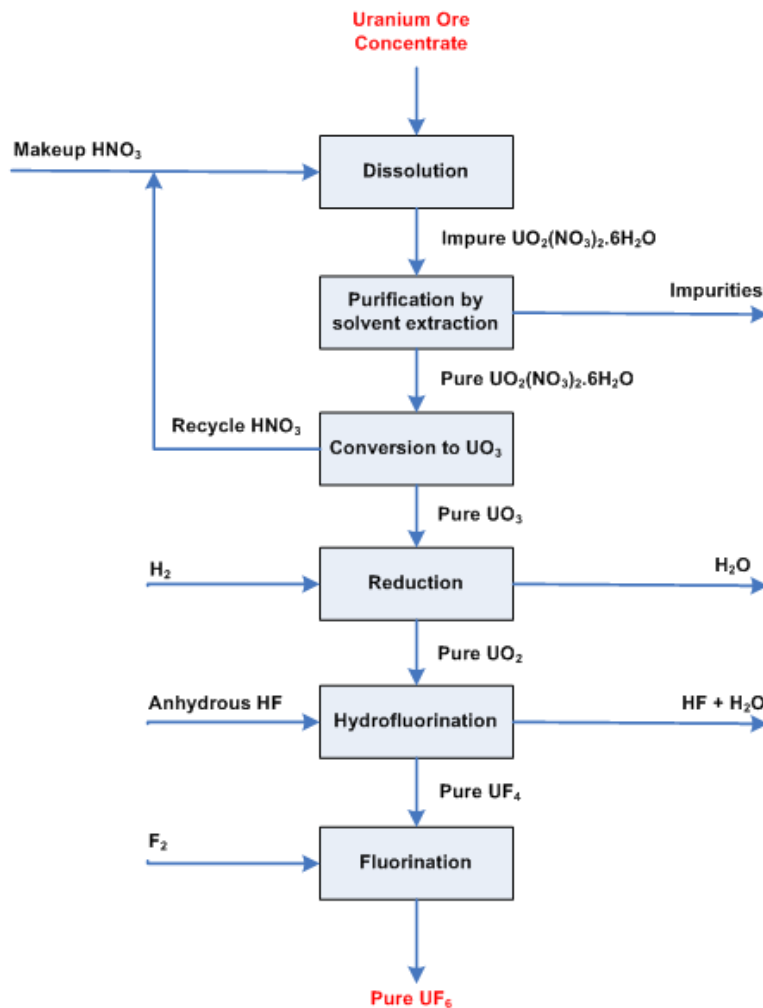 Uranium Ore
Concentrate
Makeup HNO₃
Dissolution
Impure UO₂(NO₃)₂.6H₂O
Purification by
solvent extraction
Impurities
Pure UO₂(NO₃)₂.6H₂O
Recycle HNO₃
Conversion to UO₃
Pure UO₃
H₂
Reduction
H₂O
Pure UO₂
Anhydrous HF
Hydrofluorination
HF + H₂O
Pure UF₄
F₂
Fluorination
Pure UF₆